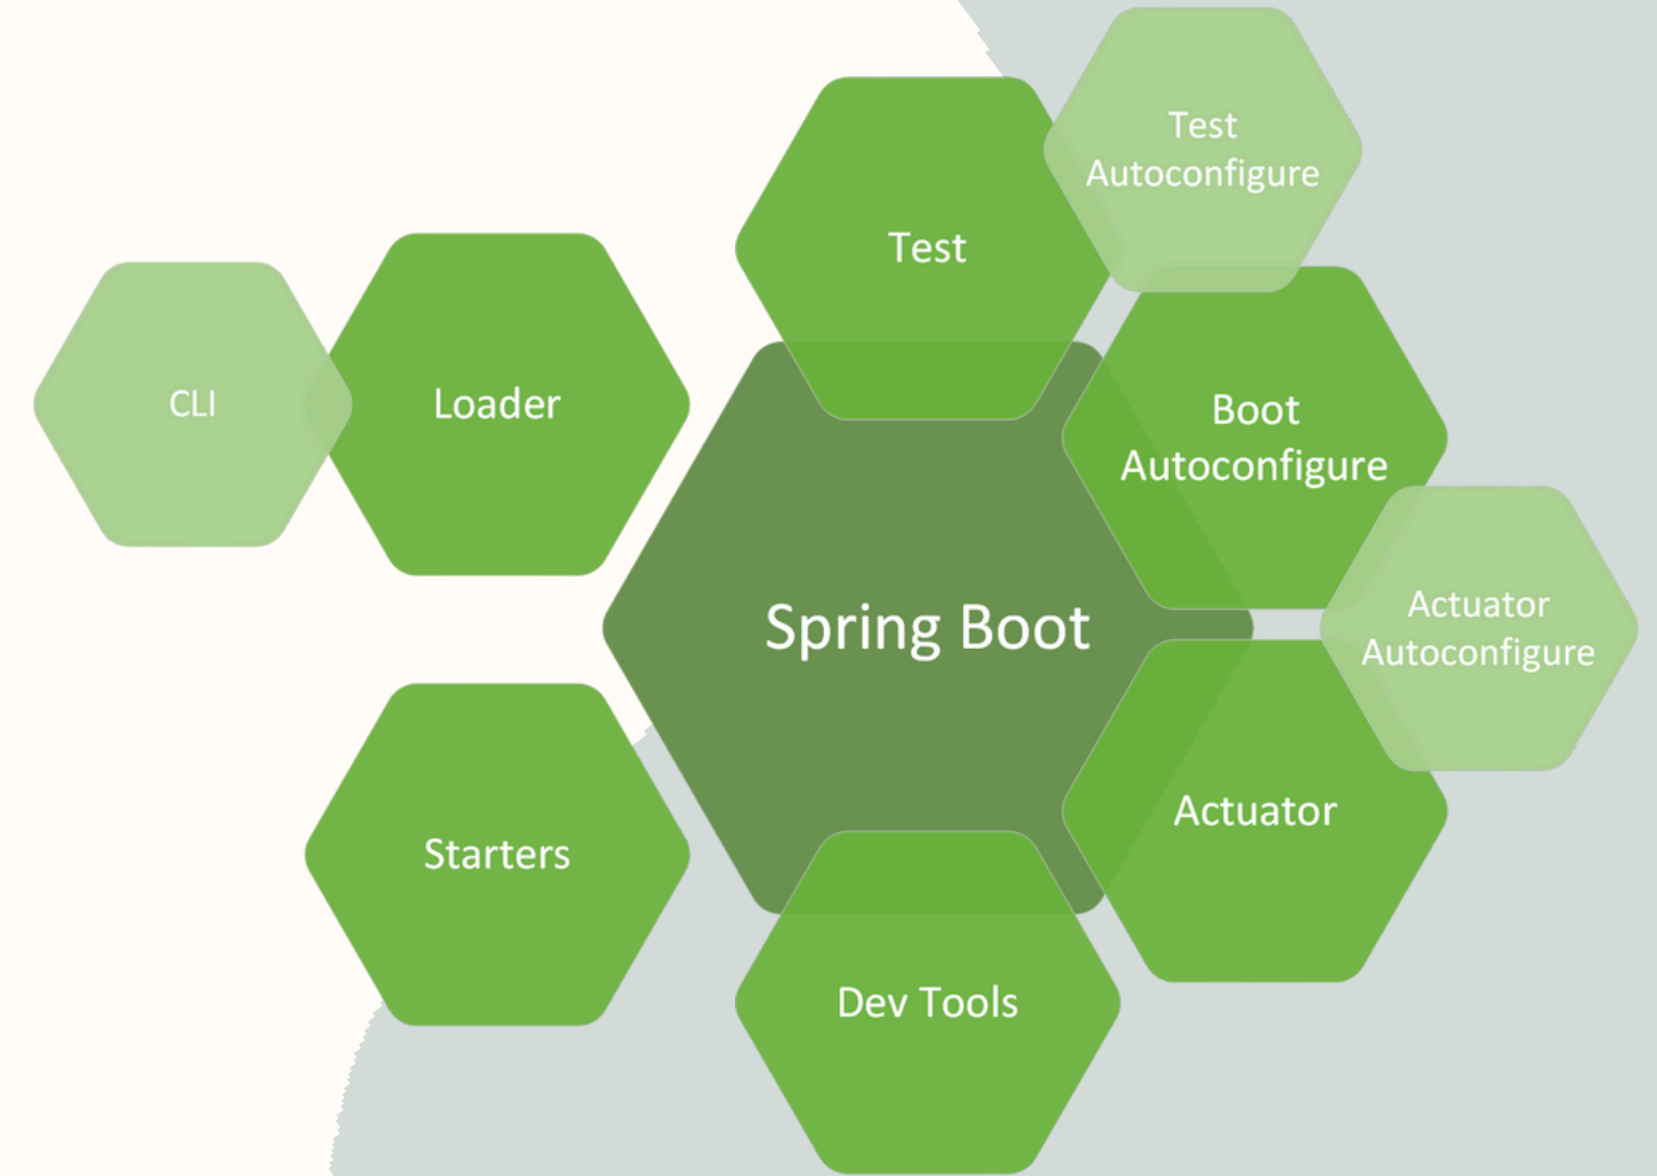 Test
Autoconfigure
Test
CLI
Loader
Boot
Autoconfigure
Spring Boot
Actuator
Autoconfigure
Actuator
Starters
Dev Tools